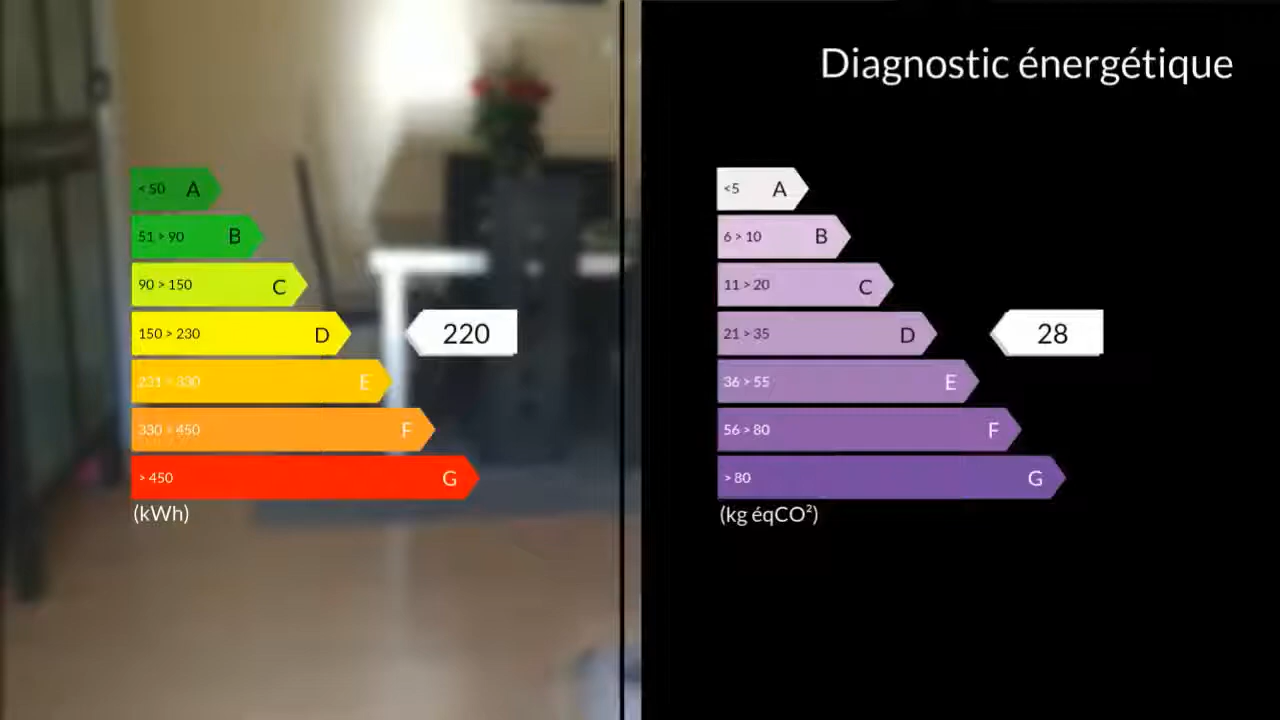 Diagnostic énergétique
<50 A
51 > 90 B
90 > 150 C
150 > 230 D
220
231 > 330 E
330 > 450 F
> 450 G
(kWh)
<5 A
6 > 10 B
11 > 20 C
21 > 35 D
28
36 > 55 E
56 > 80 F
> 80 G
(kg éqCO²)